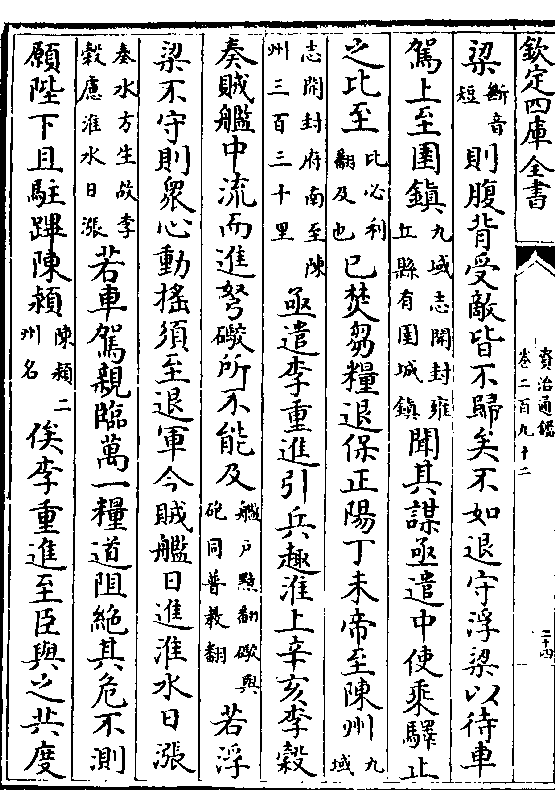 欽定四庫全書
資治通鑑
卷二百九十二
二十四
梁斷音短則腹背受敵皆不歸矣不如退守浮梁以待車
駕上至圉鎮九域志開封雍丘縣有圉城鎮聞其謀亟遣中使乘驛止
之比至比必利翻及也已焚芻糧退保正陽丁未帝至陳州九域
志開封府南至陳州三百三十里亟遣李重進引兵趣淮上辛亥李穀
奏賊艦中流而進弩礮所不能及艦戸黯翻礮與砲同普教翻若浮
梁不守則衆心動搖須至退軍今賊艦日進淮水日漲
春水方生故李穀慮淮水日漲若車駕親臨萬一糧道阻絶其危不測
願陛下且駐蹕陳潁陳潁二州名俟李重進至臣與之共度